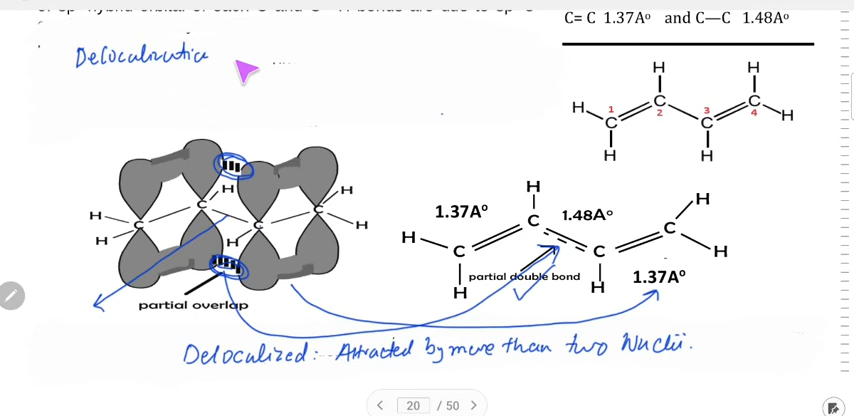 C=C 1.37A° and C—C 1.48A°
Delocalization
H
H
H
1
C
2
C
3
C
4
C
H
H
H
H
H
C
H
H
C
H
C
C
H
H
partial overlap
H
H
1.37A°
C
1.48A°
C
H
H
C
C
H
partial double bond
H
H
1.37A°
Delocalized: Attracted by more than two Nuclii.
20 / 50